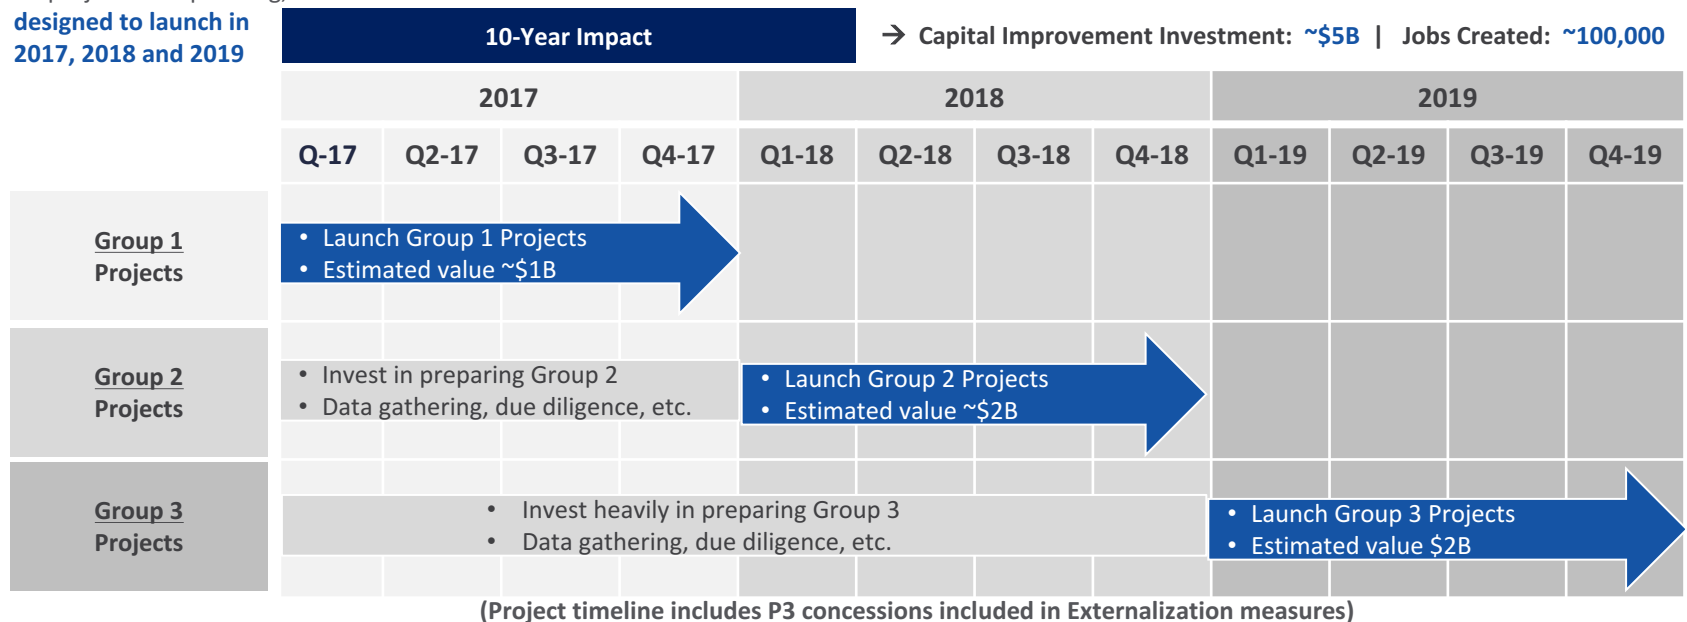 designed to launch in
2017, 2018 and 2019
10-Year Impact
→ Capital Improvement Investment: ~$5B | Jobs Created: ~100,000
2017 2018 2019
Q-17 Q2-17 Q3-17 Q4-17 Q1-18 Q2-18 Q3-18 Q4-18 Q1-19 Q2-19 Q3-19 Q4-19
Group 1
Projects
• Launch Group 1 Projects
• Estimated value ~$1B
Group 2
Projects
• Invest in preparing Group 2
• Data gathering, due diligence, etc.
• Launch Group 2 Projects
• Estimated value ~$2B
Group 3
Projects
• Invest heavily in preparing Group 3
• Data gathering, due diligence, etc.
• Launch Group 3 Projects
• Estimated value $2B
(Project timeline includes P3 concessions included in Externalization measures)